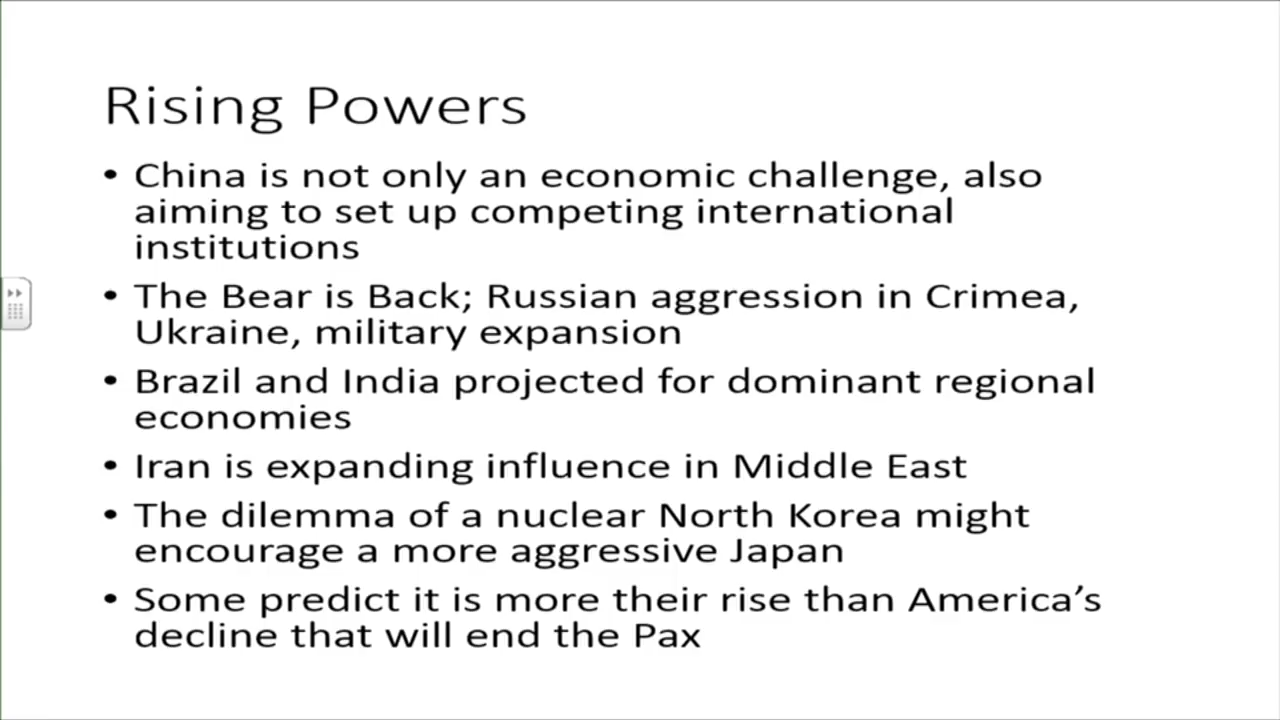 Rising Powers
• China is not only an economic challenge, also
aiming to set up competing international
institutions
• The Bear is Back; Russian aggression in Crimea,
Ukraine, military expansion
• Brazil and India projected for dominant regional
economies
• Iran is expanding influence in Middle East
• The dilemma of a nuclear North Korea might
encourage a more aggressive Japan
• Some predict it is more their rise than America’s
decline that will end the Pax